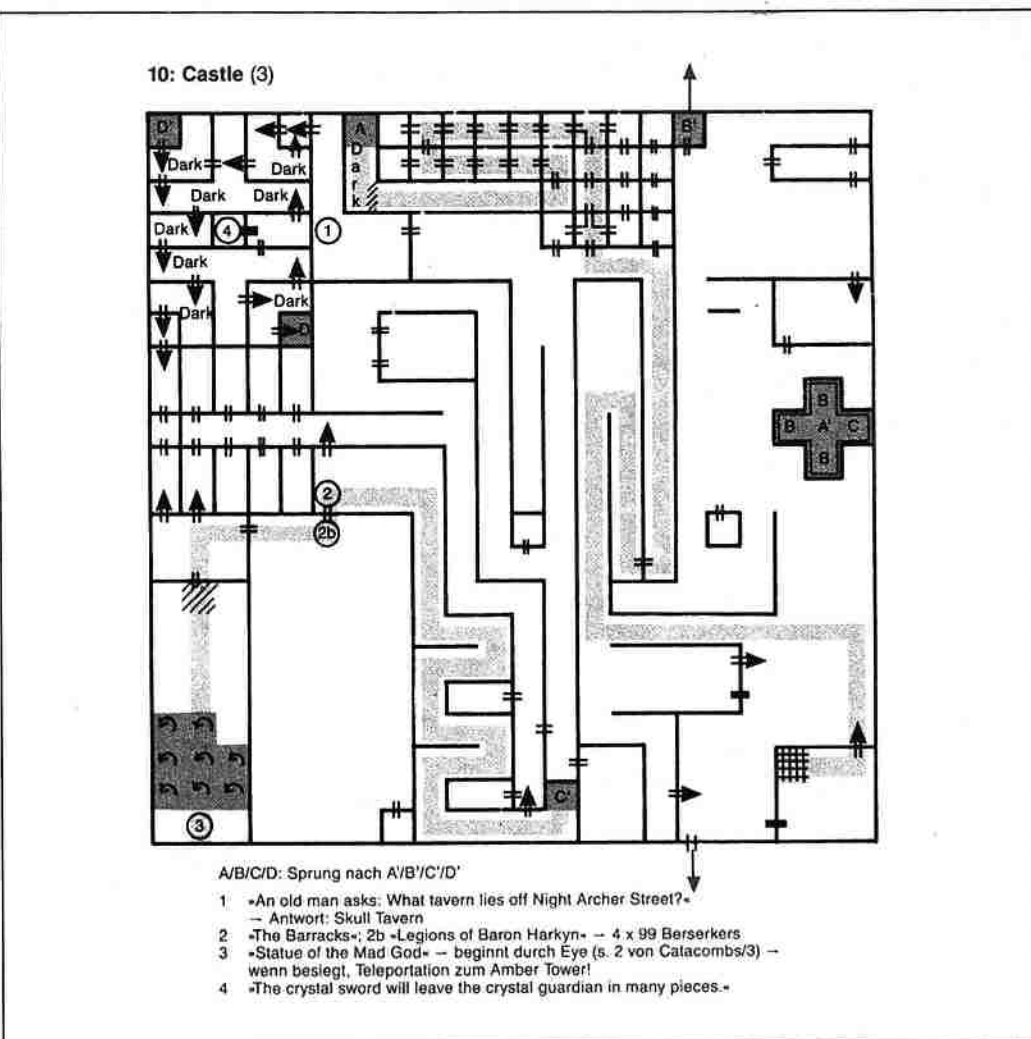 10: Castle (3)
D'
A
B'
Dark
Dark
Dark
Dark
Dark
Dark
4
1
Dark
Dark
Dark
D
B
B A' C
B
2
2b
C'
3
A/B/C/D: Sprung nach A'/B'/C'/D'
1 »An old man asks: What tavern lies off Night Archer Street?«
— Antwort: Skull Tavern
2 »The Barracks«; 2b »Legions of Baron Harkyn« — 4 x 99 Berserkers
3 »Statue of the Mad God« — beginnt durch Eye (s. 2 von Catacombs/3) —
wenn besiegt, Teleportation zum Amber Tower!
4 »The crystal sword will leave the crystal guardian in many pieces.«